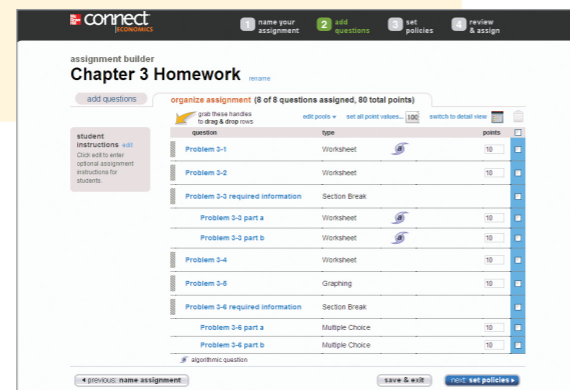 connect
ECONOMICS
1 name your assignment
2 add questions
3 set policies
4 review & assign
assignment builder
Chapter 3 Homework rename
add questions
organize assignment (8 of 8 questions assigned, 80 total points)
grab these handles to drag & drop rows
edit pools
set all point values... 100
switch to detail view
student instructions edit
Click edit to enter optional assignment instructions for students.
question type points
Problem 3-1 Worksheet a 10
Problem 3-2 Worksheet 10
Problem 3-3 required information Section Break
Problem 3-3 part a Worksheet a 10
Problem 3-3 part b Worksheet a 10
Problem 3-4 Worksheet 10
Problem 3-5 Graphing 10
Problem 3-6 required information Section Break
Problem 3-6 part a Multiple Choice 10
Problem 3-6 part b Multiple Choice 10
algorithmic question
previous: name assignment
save & exit
next: set policies